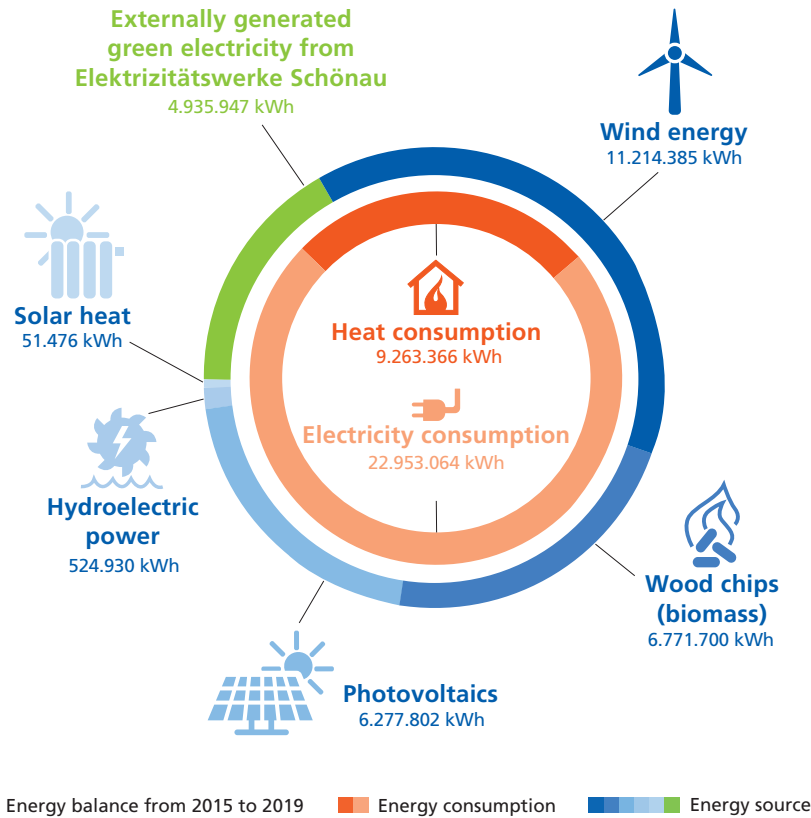 Externally generated
green electricity from
Elektrizitätswerke Schönau
4.935.947 kWh
Wind energy
11.214.385 kWh
Solar heat
51.476 kWh
Heat consumption
9.263.366 kWh
Electricity consumption
22.953.064 kWh
Hydroelectric
power
524.930 kWh
Wood chips
(biomass)
6.771.700 kWh
Photovoltaics
6.277.802 kWh
Energy balance from 2015 to 2019
Energy consumption
Energy source